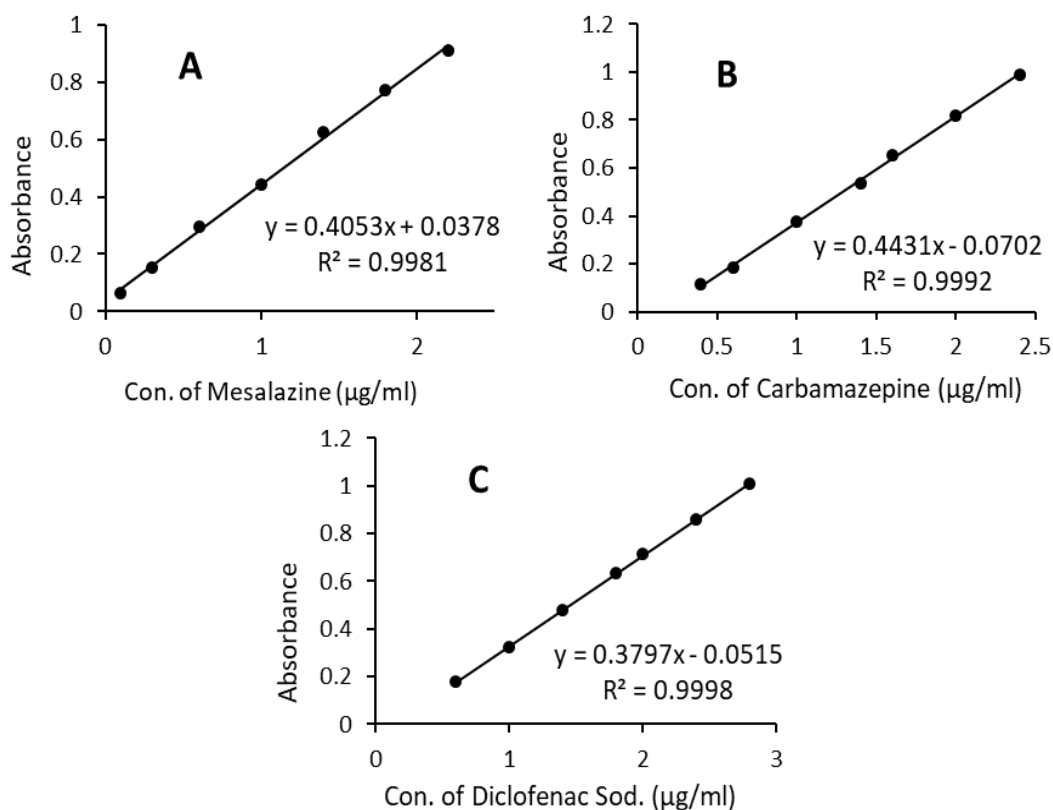 A
1
0.8
0.6
0.4
0.2
0
0
1
2
Absorbance
y = 0.4053x + 0.0378
R² = 0.9981
Con. of Mesalazine (µg/ml)
B
1.2
1
0.8
0.6
0.4
0.2
0
0
0.5
1
1.5
2
2.5
Absorbance
y = 0.4431x - 0.0702
R² = 0.9992
Con. of Carbamazepine (µg/ml)
C
1.2
1
0.8
0.6
0.4
0.2
0
0
1
2
3
Absorbance
y = 0.3797x - 0.0515
R² = 0.9998
Con. of Diclofenac Sod. (µg/ml)